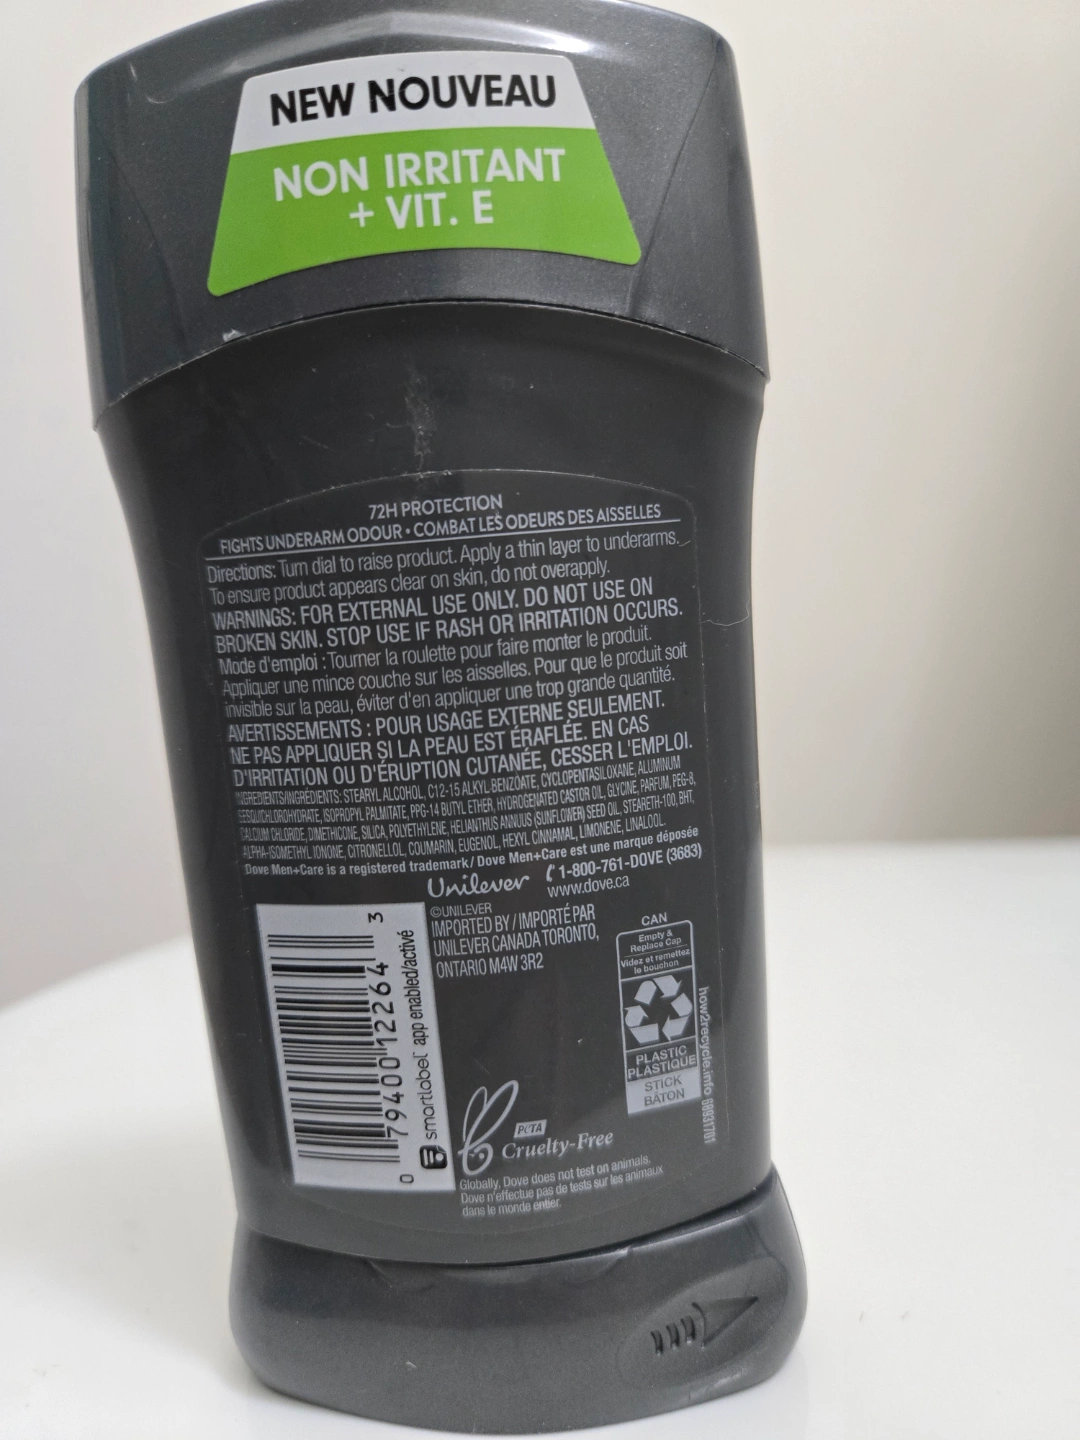 NEW NOUVEAU
NON IRRITANT
+ VIT. E
72H PROTECTION
FIGHTS UNDERARM ODOUR • COMBAT LES ODEURS DES AISSELLES
Directions: Turn dial to raise product. Apply a thin layer to underarms.
To ensure product appears clear on skin, do not overapply.
WARNINGS: FOR EXTERNAL USE ONLY. DO NOT USE ON
BROKEN SKIN. STOP USE IF RASH OR IRRITATION OCCURS.
Mode d'emploi : Tourner la roulette pour faire monter le produit.
Appliquer une mince couche sur les aisselles. Pour que le produit soit
invisible sur la peau, éviter d'en appliquer une trop grande quantité.
AVERTISSEMENTS : POUR USAGE EXTERNE SEULEMENT.
NE PAS APPLIQUER SI LA PEAU EST ÉRAFLÉE. EN CAS
D'IRRITATION OU D'ÉRUPTION CUTANÉE, CESSER L'EMPLOI.
INGREDIENTS/INGRÉDIENTS: STEARYL ALCOHOL, C12-15 ALKYL BENZOATE, CYCLOPENTASILOXANE, ALUMINUM
SESQUICHLOROHYDRATE, ISOPROPYL PALMITATE, PPG-14 BUTYL ETHER, HYDROGENATED CASTOR OIL, GLYCINE, PARFUM, PEG-8,
CALCIUM CHLORIDE, DIMETHICONE, SILICA, POLYETHYLENE, HELIANTHUS ANNUUS (SUNFLOWER) SEED OIL, STEARETH-100, BHT,
ALPHA-ISOMETHYL IONONE, CITRONELLOL, COUMARIN, EUGENOL, HEXYL CINNAMAL, LIMONENE, LINALOOL.
Dove Men+Care is a registered trademark/ Dove Men+Care est une marque déposée
Unilever 1-800-761-DOVE (3683)
www.dove.ca
©UNILEVER
IMPORTED BY / IMPORTÉ PAR
UNILEVER CANADA TORONTO,
ONTARIO M4W 3R2
0 79400 12264 3
smartlabel app enabled/activé
CAN
Empty &
Replace Cap
Videz et remettez
le bouchon
PLASTIC
PLASTIQUE
STICK
BÂTON
how2recycle.info
68931701
PETA
Cruelty-Free
Globally, Dove does not test on animals.
Dove n'effectue pas de tests sur les animaux
dans le monde entier.